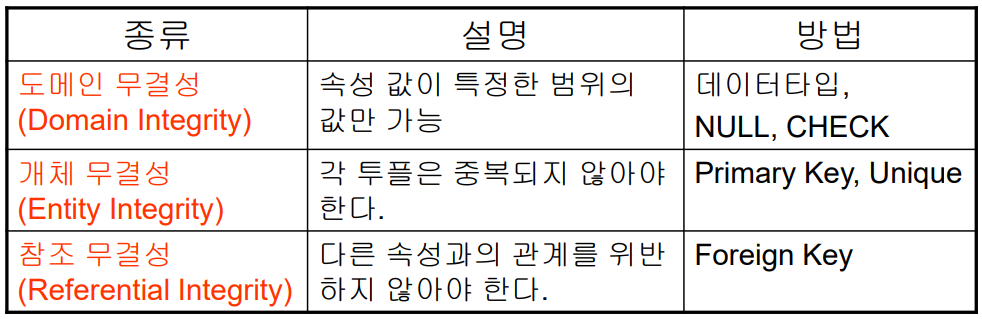 종류 설명 방법
도메인 무결성
(Domain Integrity)
속성 값이 특정한 범위의
값만 가능
데이터타입,
NULL, CHECK
개체 무결성
(Entity Integrity)
각 투플은 중복되지 않아야
한다.
Primary Key, Unique
참조 무결성
(Referential Integrity)
다른 속성과의 관계를 위반
하지 않아야 한다.
Foreign Key